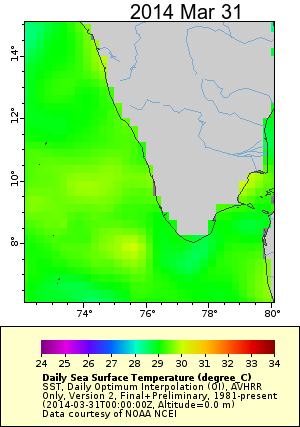 2014 Mar 31
14°
12°
10°
8°
74° 76° 78° 80°
24 25 26 27 28 29 30 31 32 33 34
Daily Sea Surface Temperature (degree_C)
SST, Daily Optimum Interpolation (OI), AVHRR
Only, Version 2, Final+Preliminary, 1981-present
(2014-03-31T00:00:00Z, Altitude=0.0 m)
Data courtesy of NOAA NCEI